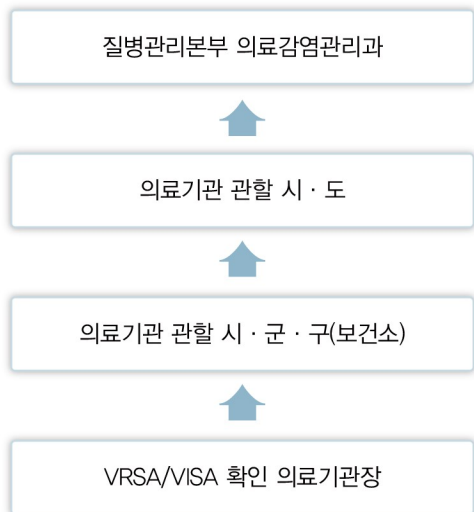 질병관리본부 의료감염관리과
의료기관 관할 시 · 도
의료기관 관할 시 · 군 · 구(보건소)
VRSA/VISA 확인 의료기관장